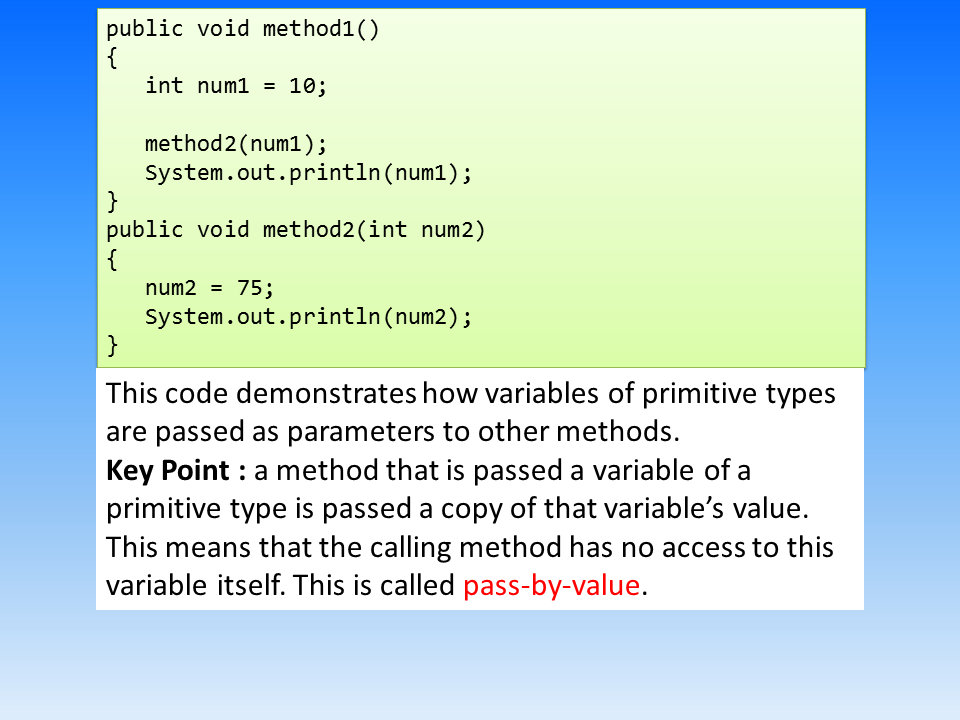 public void method1()
{
   int num1 = 10;

   method2(num1);
   System.out.println(num1);
}
public void method2(int num2)
{
   num2 = 75;
   System.out.println(num2);
}
This code demonstrates how variables of primitive types
are passed as parameters to other methods.
Key Point : a method that is passed a variable of a
primitive type is passed a copy of that variable’s value.
This means that the calling method has no access to this
variable itself. This is called pass-by-value.